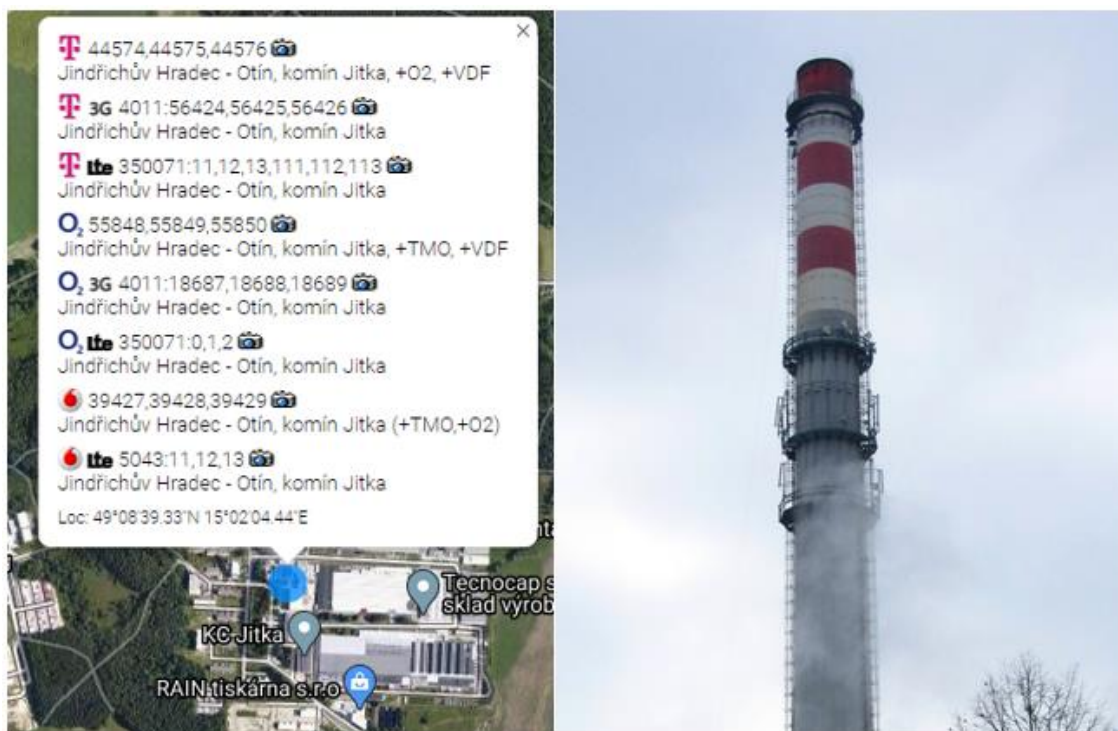 44574,44575,44576
Jindřichův Hradec - Otín, komín Jitka, +O2, +VDF
3G 4011:56424,56425,56426
Jindřichův Hradec - Otín, komín Jitka
lte 350071:11,12,13,111,112,113
Jindřichův Hradec - Otín, komín Jitka
O2 55848,55849,55850
Jindřichův Hradec - Otín, komín Jitka, +TMO, +VDF
O2 3G 4011:18687,18688,18689
Jindřichův Hradec - Otín, komín Jitka
O2 lte 350071:0,1,2
Jindřichův Hradec - Otín, komín Jitka
39427,39428,39429
Jindřichův Hradec - Otín, komín Jitka (+TMO,+O2)
lte 5043:11,12,13
Jindřichův Hradec - Otín, komín Jitka
Loc: 49°08'39.33"N 15°02'04.44"E
Tecnocap s
sklad výrob
KC Jitka
RAIN tiskárna s.r.o